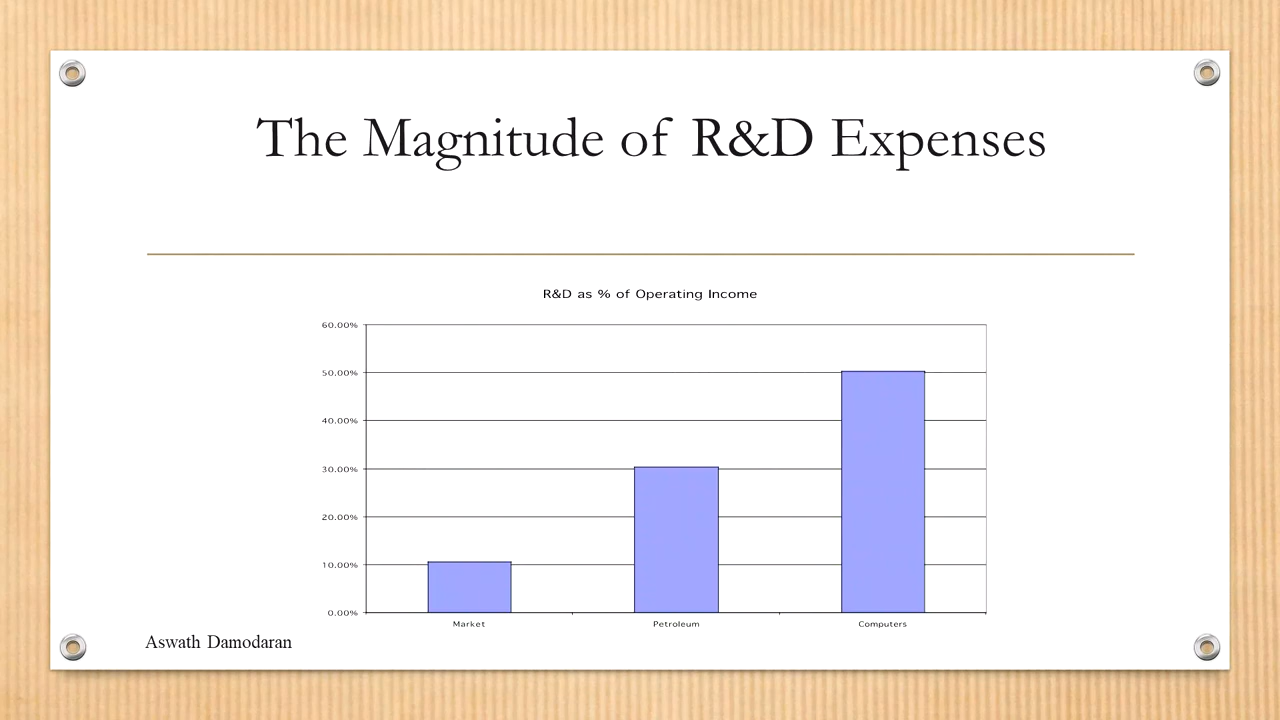 The Magnitude of R&D Expenses
R&D as % of Operating Income
60.00%
50.00%
40.00%
30.00%
20.00%
10.00%
0.00%
Market Petroleum Computers
Aswath Damodaran